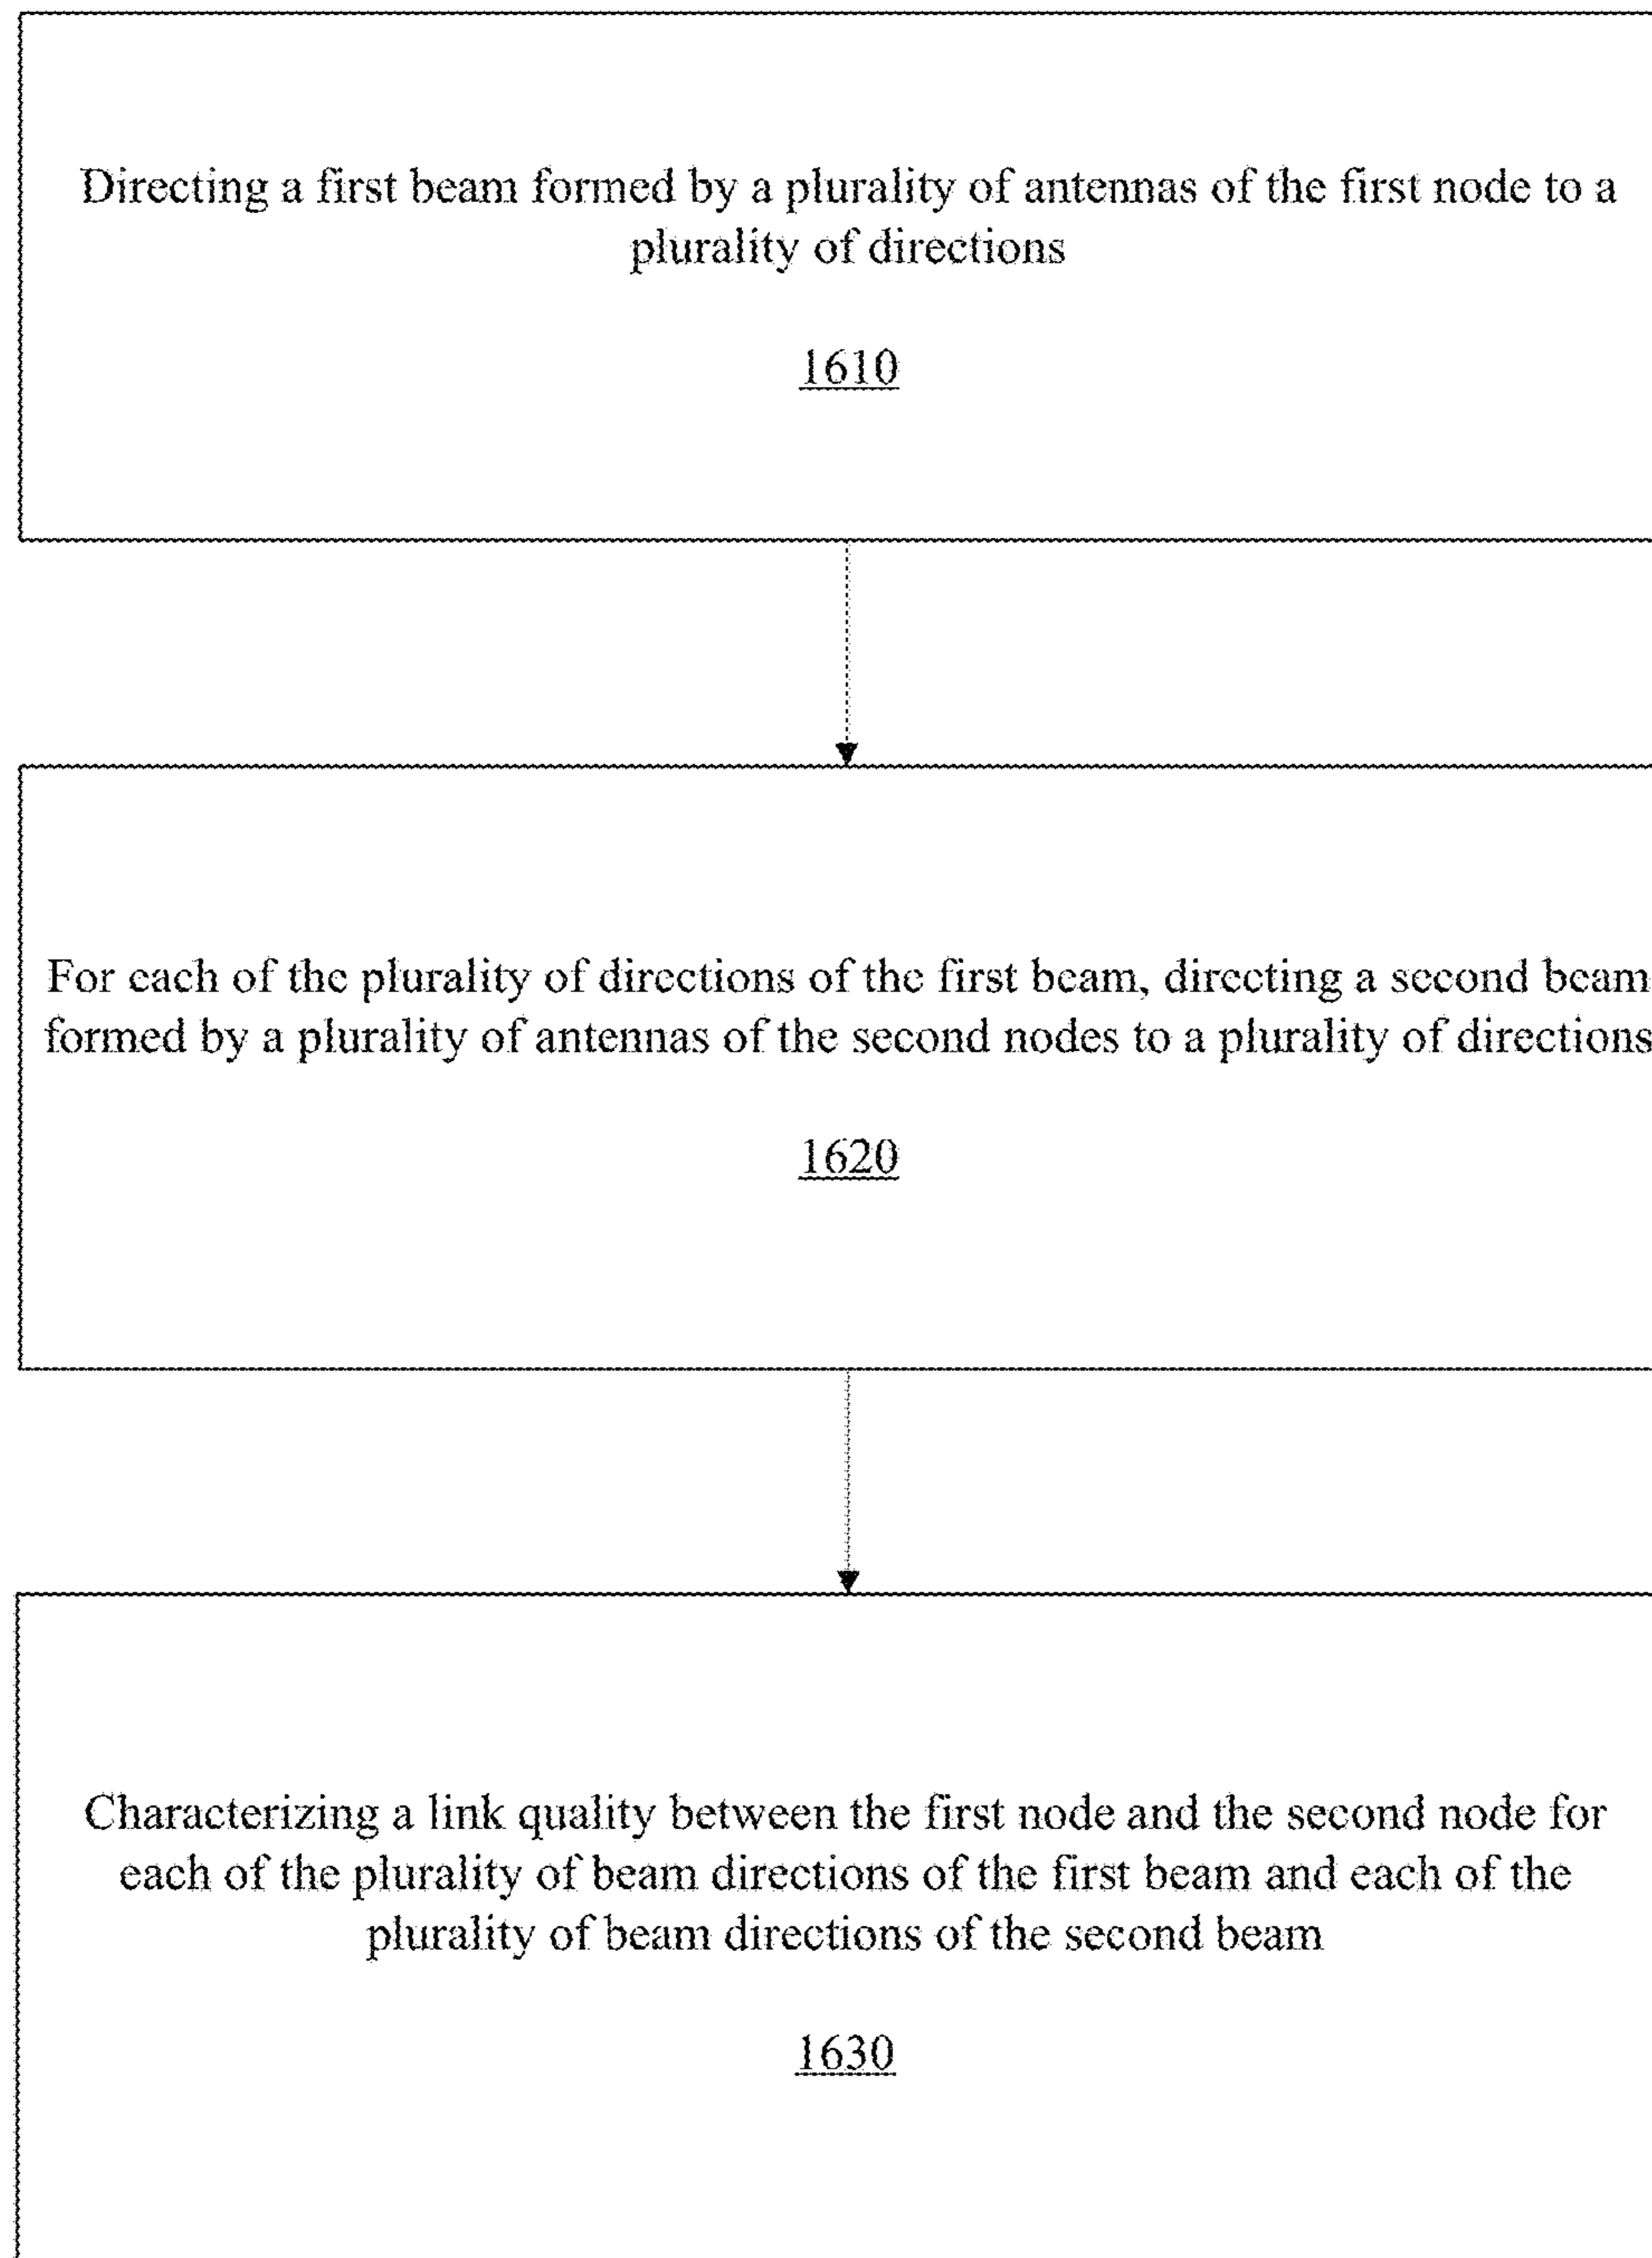 Directing a first beam formed by a plurality of antennas of the first node to a
plurality of directions
1610
For each of the plurality of directions of the first beam, directing a second beam
formed by a plurality of antennas of the second nodes to a plurality of directions
1620
Characterizing a link quality between the first node and the second node for
each of the plurality of beam directions of the first beam and each of the
plurality of beam directions of the second beam
1630